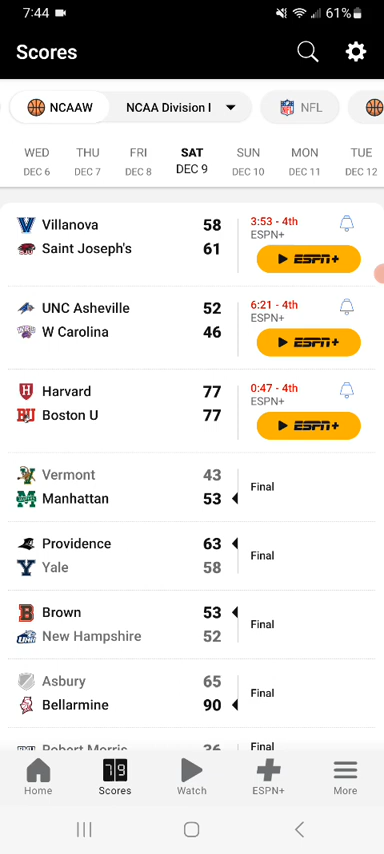 7:44 61%
Scores
NCAAW NCAA Division I NFL
WED THU FRI SAT SUN MON TUE
DEC 6 DEC 7 DEC 8 DEC 9 DEC 10 DEC 11 DEC 12
Villanova 58 3:53 - 4th
ESPN+
Saint Joseph's 61 ESPN+
UNC Asheville 52 6:21 - 4th
ESPN+
W Carolina 46 ESPN+
Harvard 77 0:47 - 4th
ESPN+
Boston U 77 ESPN+
Vermont 43
Final
Manhattan 53
Providence 63
Final
Yale 58
Brown 53
Final
New Hampshire 52
Asbury 65
Final
Bellarmine 90
Robert Morris 36 Final
79
Home Scores Watch ESPN+ More